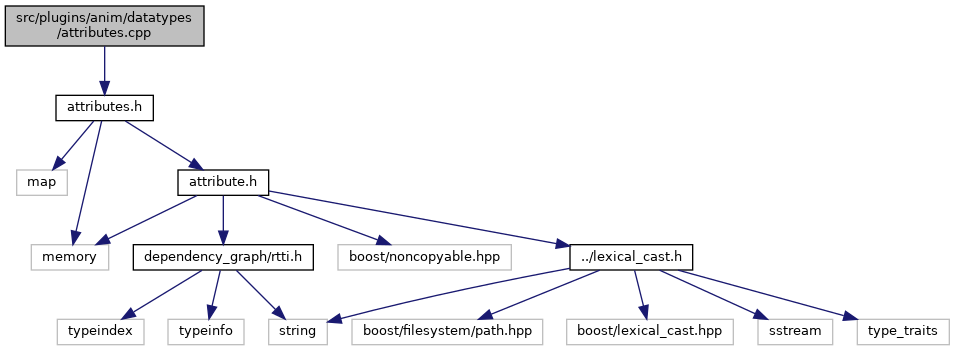 src/plugins/anim/datatypes
/attributes.cpp
attributes.h
map
attribute.h
memory
dependency_graph/rtti.h
boost/noncopyable.hpp
../lexical_cast.h
typeindex
typeinfo
string
boost/filesystem/path.hpp
boost/lexical_cast.hpp
sstream
type_traits